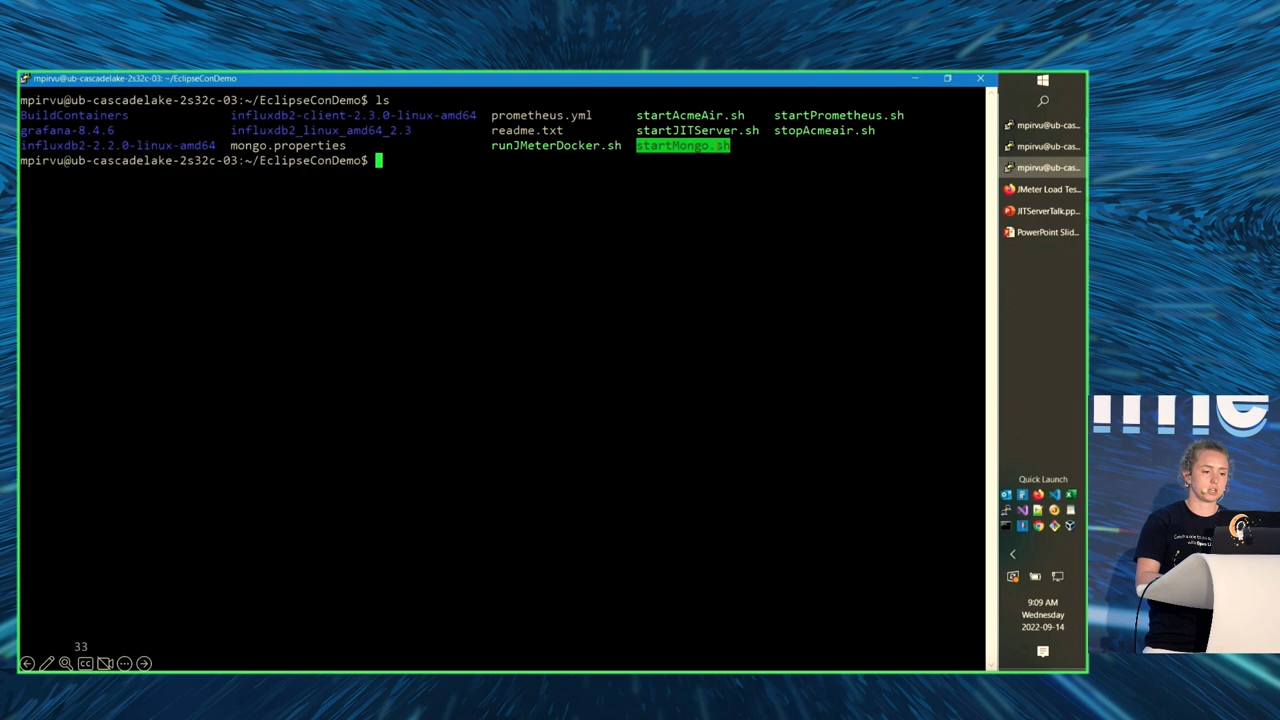 mpirvu@ub-cascadelake-2s32c-03: ~/EclipseConDemo
mpirvu@ub-cascadelake-2s32c-03:~/EclipseConDemo$ ls
BuildContainers influxdb2-client-2.3.0-linux-amd64 prometheus.yml startAcmeAir.sh startPrometheus.sh
grafana-8.4.6 influxdb2_linux_amd64_2.3 readme.txt startJITServer.sh stopAcmeair.sh
influxdb2-2.2.0-linux-amd64 mongo.properties runJMeterDocker.sh startMongo.sh
mpirvu@ub-cascadelake-2s32c-03:~/EclipseConDemo$
mpirvu@ub-cas...
mpirvu@ub-cas...
mpirvu@ub-cas...
JMeter Load Tes...
JITServerTalk.pp...
PowerPoint Slid...
Quick Launch
9:09 AM
Wednesday
2022-09-14
33
CC